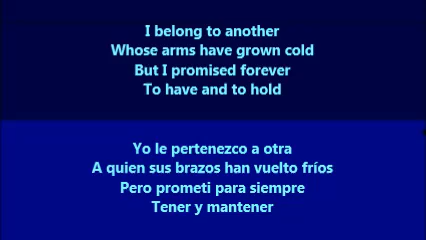 I belong to another
Whose arms have grown cold
But I promised forever
To have and to hold
Yo le pertenezco a otra
A quien sus brazos han vuelto fríos
Pero prometi para siempre
Tener y mantener